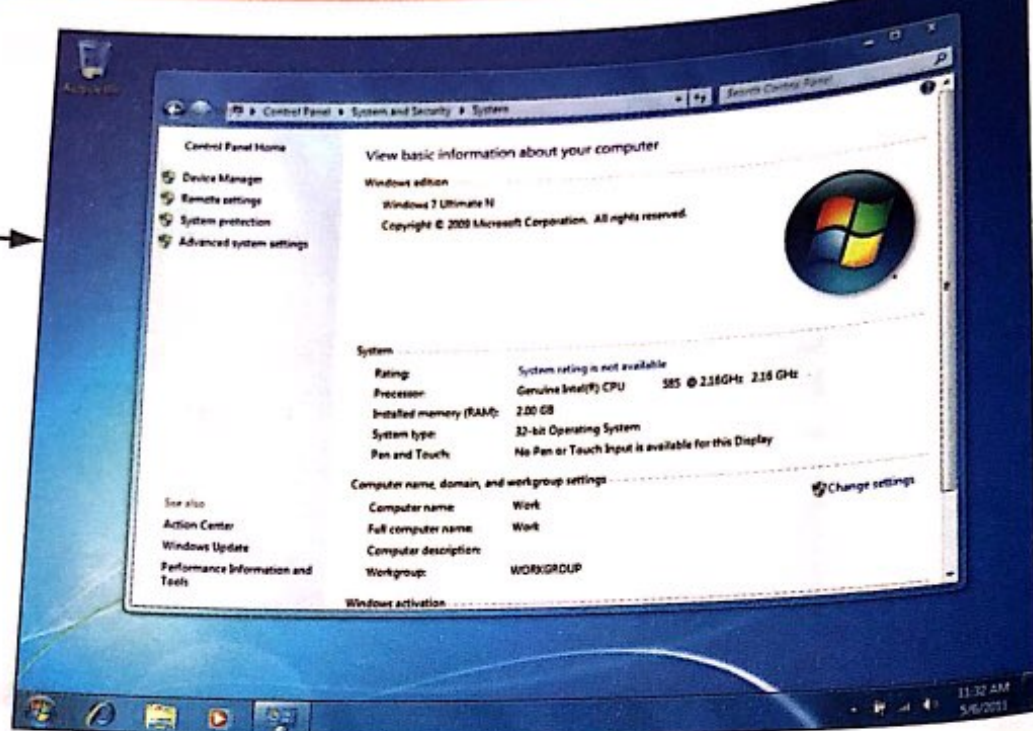 Recycle Bin
Control Panel ▸ System and Security ▸ System
Search Control Panel
Control Panel Home
Device Manager
Remote settings
System protection
Advanced system settings
See also
Action Center
Windows Update
Performance Information and
Tools
View basic information about your computer
Windows edition
Windows 7 Ultimate N
Copyright © 2009 Microsoft Corporation. All rights reserved.
System
Rating: System rating is not available
Processor: Genuine Intel(R) CPU 585 @ 2.16GHz 2.16 GHz
Installed memory (RAM): 2.00 GB
System type: 32-bit Operating System
Pen and Touch: No Pen or Touch Input is available for this Display
Computer name, domain, and workgroup settings
Computer name: Work
Change settings
Full computer name: Work
Computer description:
Workgroup: WORKGROUP
Windows activation
11:32 AM
5/6/2011